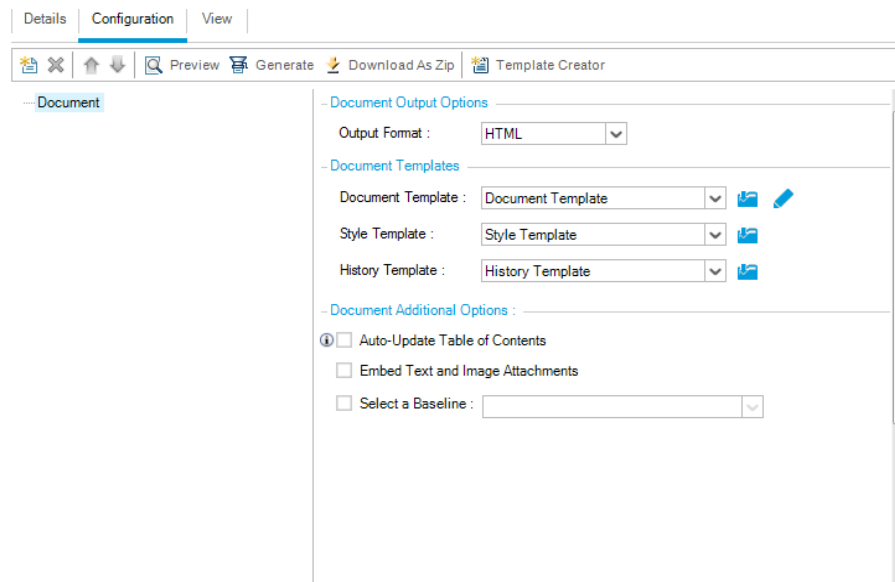 Details Configuration View
Preview Generate Download As Zip Template Creator
Document
Document Output Options
Output Format : HTML
Document Templates
Document Template : Document Template
Style Template : Style Template
History Template : History Template
Document Additional Options :
Auto-Update Table of Contents
Embed Text and Image Attachments
Select a Baseline :